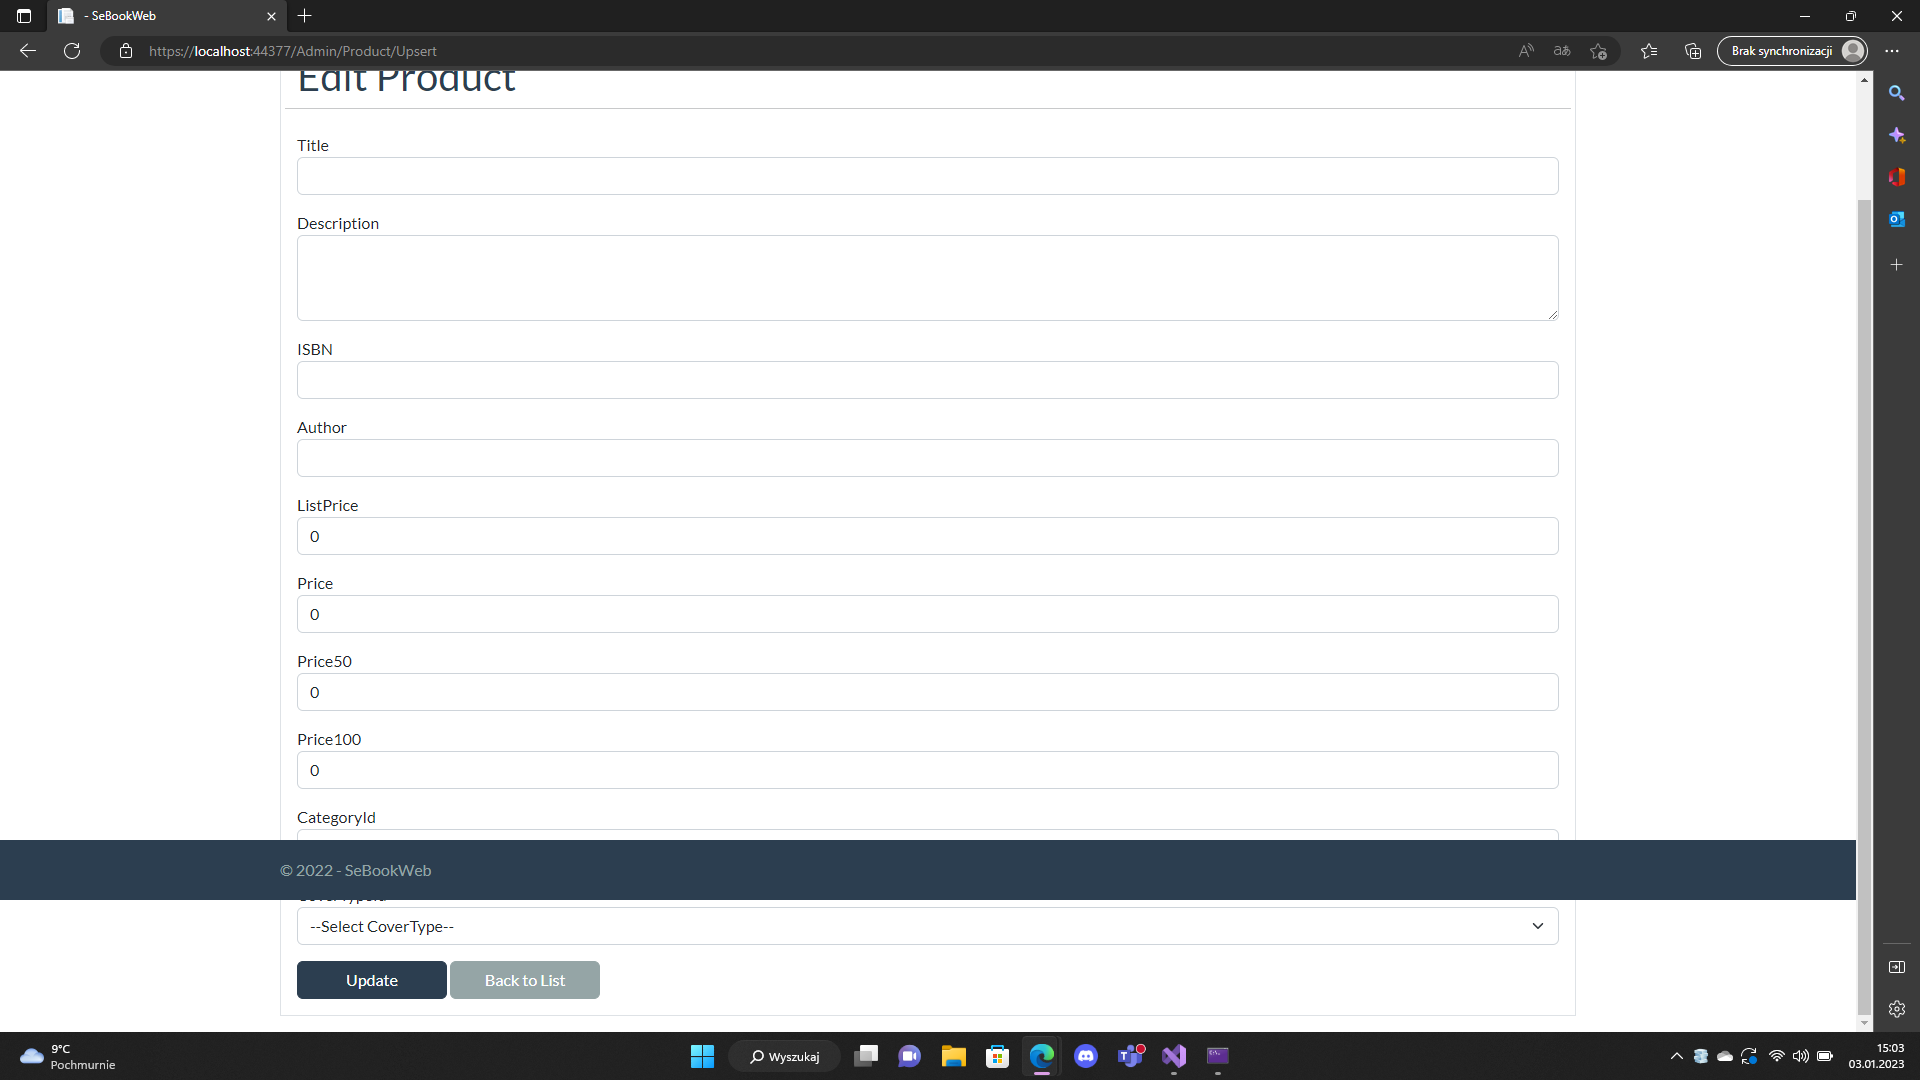 - SeBookWeb
https://localhost:44377/Admin/Product/Upsert
aあ
Brak synchronizacji
Edit Product
Title
Description
ISBN
Author
ListPrice
0
Price
0
Price50
0
Price100
0
CategoryId
© 2022 - SeBookWeb
--Select CoverType--
Update
Back to List
9°C
Pochmurnie
Wyszukaj
15:03
03.01.2023